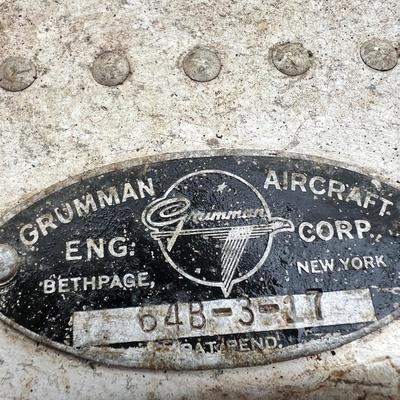 GRUMMAN AIRCRAFT
Grumman
ENG. CORP.
BETHPAGE, NEW YORK
64B-3-17
PAT. PEND.